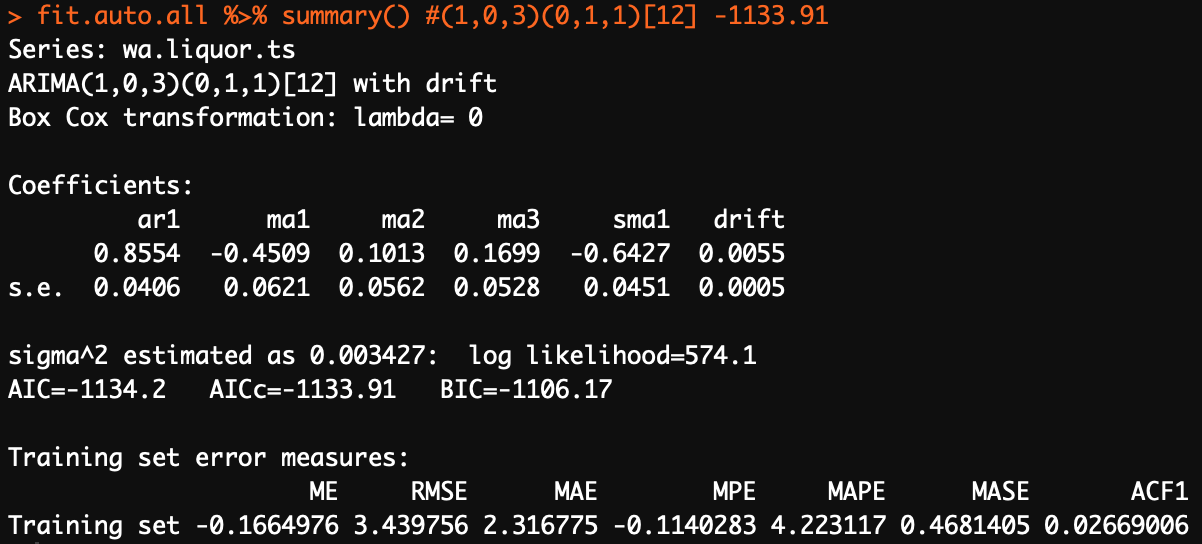 > fit.auto.all %>% summary() #(1,0,3)(0,1,1)[12] -1133.91
Series: wa.liquor.ts
ARIMA(1,0,3)(0,1,1)[12] with drift
Box Cox transformation: lambda= 0
Coefficients:
ar1 ma1 ma2 ma3 sma1 drift
0.8554 -0.4509 0.1013 0.1699 -0.6427 0.0055
s.e. 0.0406 0.0621 0.0562 0.0528 0.0451 0.0005
sigma^2 estimated as 0.003427: log likelihood=574.1
AIC=-1134.2 AICc=-1133.91 BIC=-1106.17
Training set error measures:
ME RMSE MAE MPE MAPE MASE ACF1
Training set -0.1664976 3.439756 2.316775 -0.1140283 4.223117 0.4681405 0.02669006